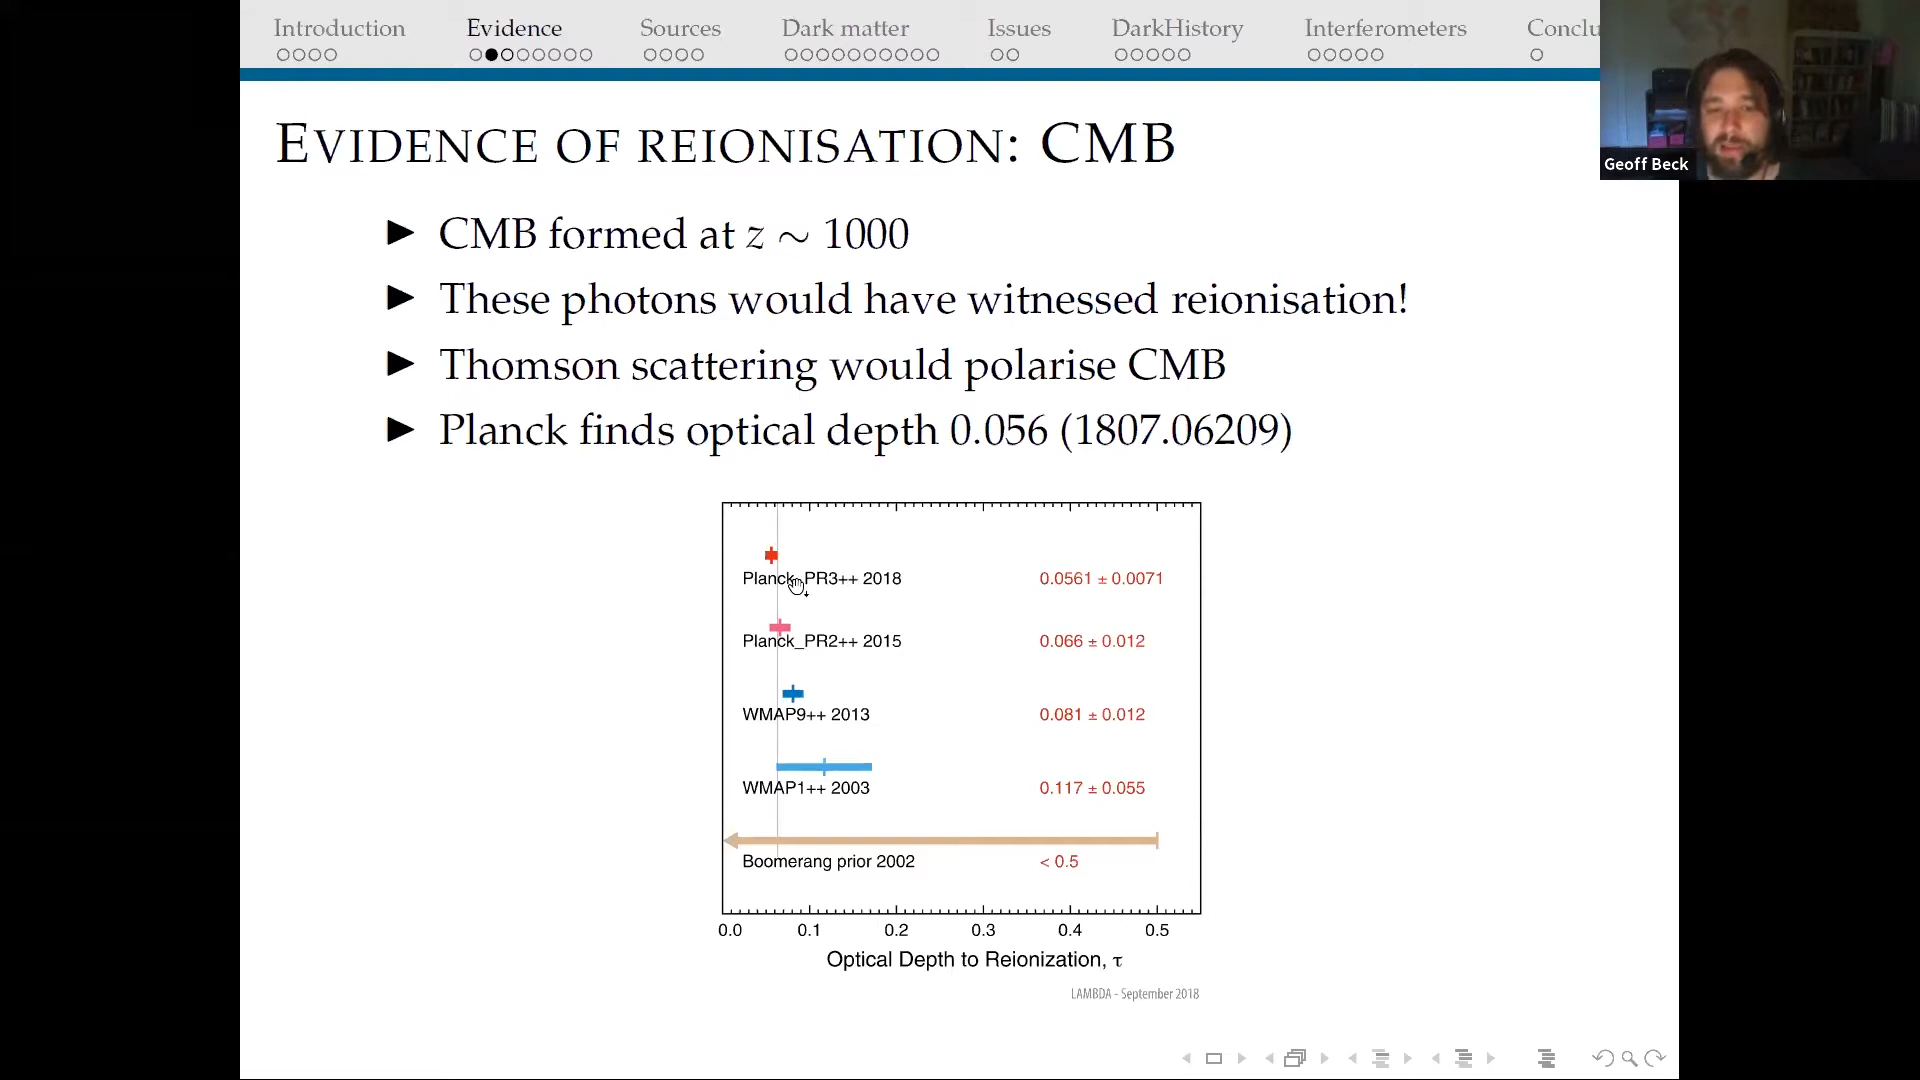 Introduction Evidence Sources Dark matter Issues DarkHistory Interferometers Conclu
Geoff Beck
EVIDENCE OF REIONISATION: CMB
▶ CMB formed at z ∼ 1000
▶ These photons would have witnessed reionisation!
▶ Thomson scattering would polarise CMB
▶ Planck finds optical depth 0.056 (1807.06209)
Planck_PR3++ 2018 0.0561 ± 0.0071
Planck_PR2++ 2015 0.066 ± 0.012
WMAP9++ 2013 0.081 ± 0.012
WMAP1++ 2003 0.117 ± 0.055
Boomerang prior 2002 < 0.5
0.0 0.1 0.2 0.3 0.4 0.5
Optical Depth to Reionization, τ
LAMBDA - September 2018